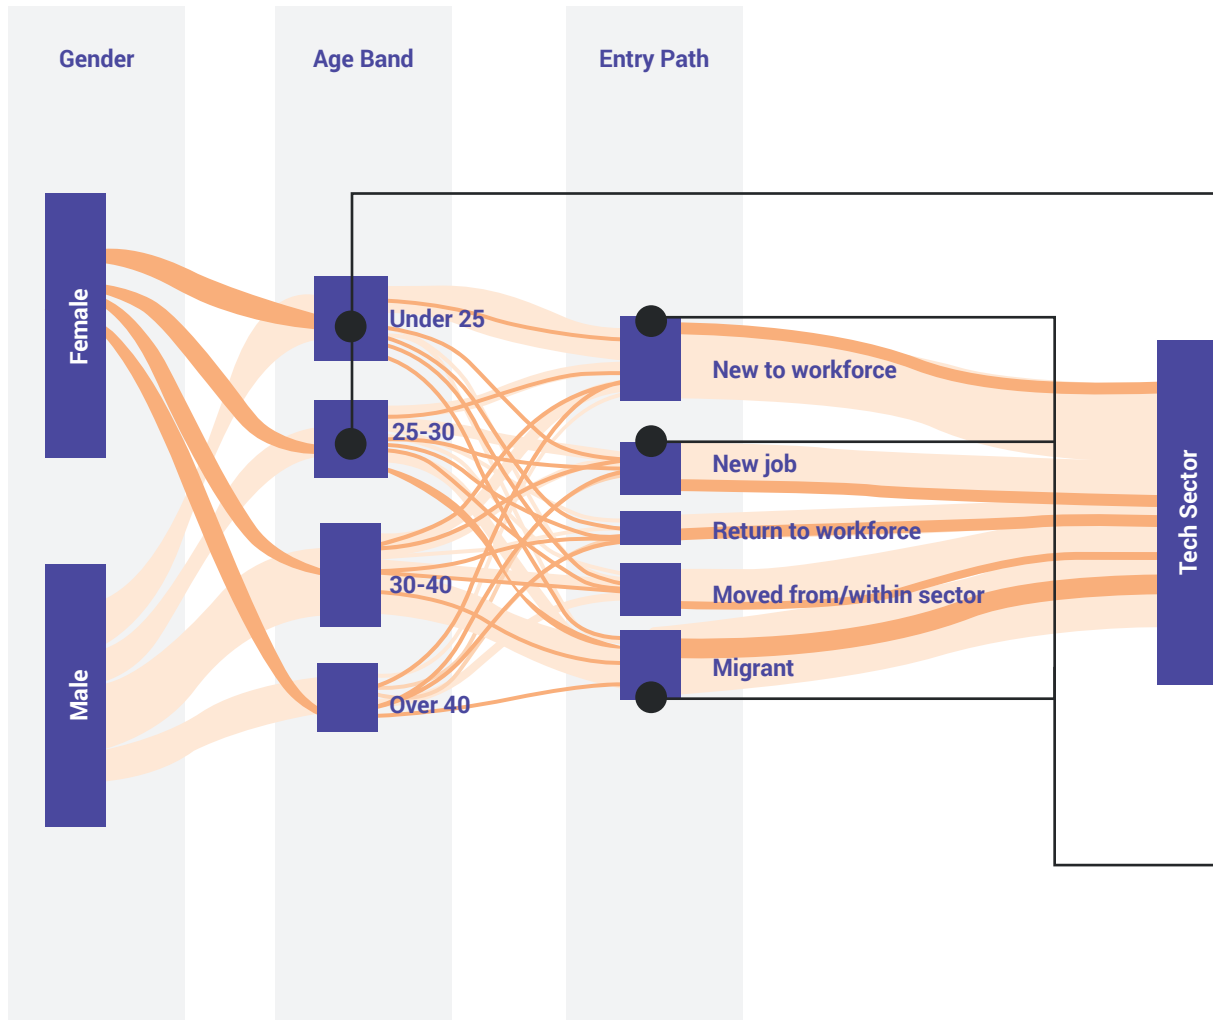 Gender
Age Band
Entry Path
Female
Male
Under 25
25-30
30-40
Over 40
New to workforce
New job
Return to workforce
Moved from/within sector
Migrant
Tech Sector